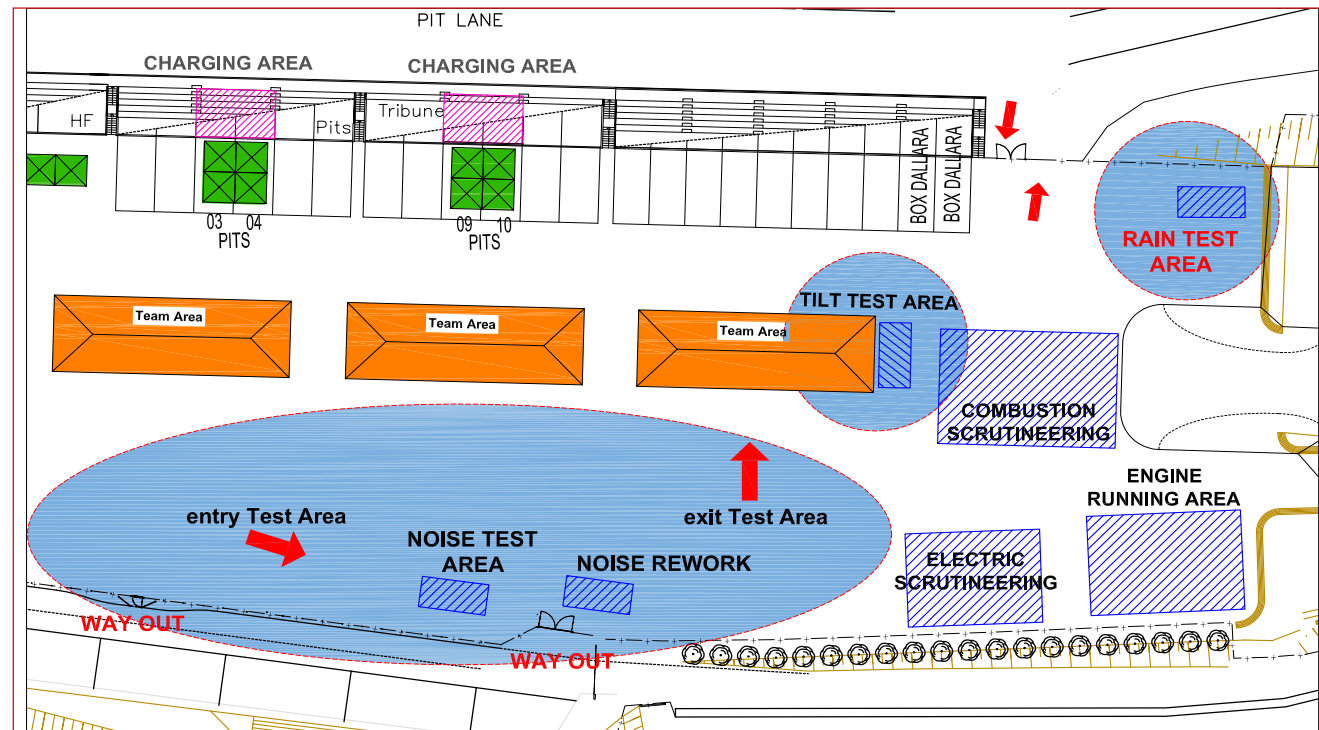 PIT LANE
CHARGING AREA
CHARGING AREA
HF
Pits
Tribune
BOX DALLARA
BOX DALLARA
03 04
PITS
09 10
PITS
RAIN TEST
AREA
TILT TEST AREA
Team Area
Team Area
Team Area
COMBUSTION
SCRUTINEERING
ENGINE
RUNNING AREA
entry Test Area
exit Test Area
NOISE TEST
AREA
NOISE REWORK
ELECTRIC
SCRUTINEERING
WAY OUT
WAY OUT